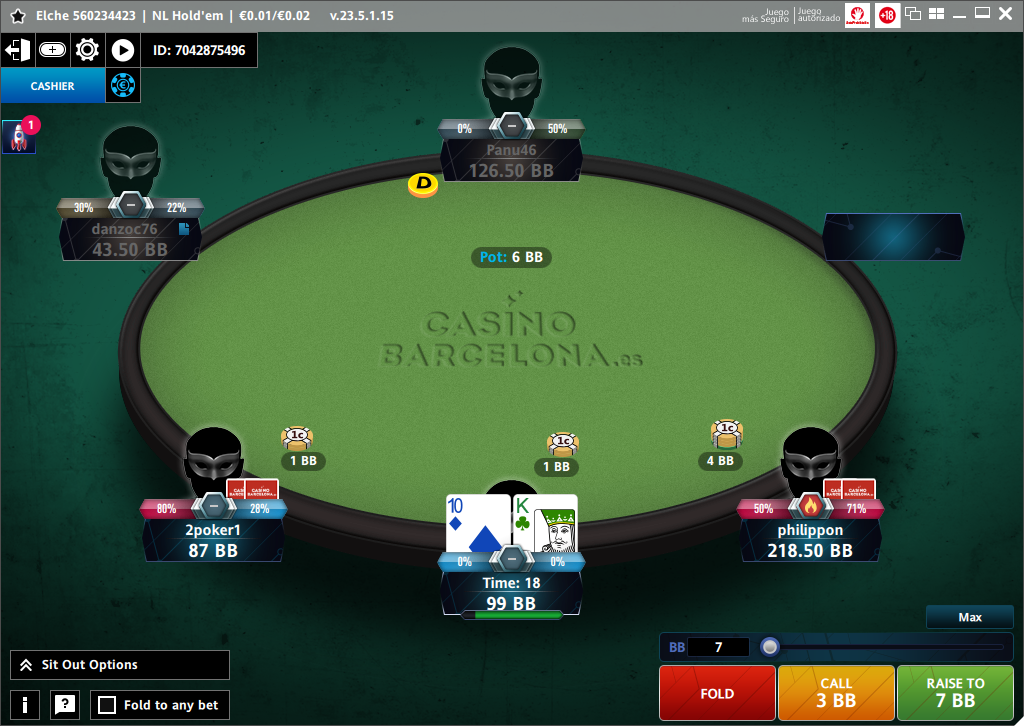 Elche 560234423 | NL Hold'em | €0.01/€0.02 v.23.5.1.15
Juego más Seguro
Juego autorizado
+18
ID: 7042875496
CASHIER
1
0% 50%
Panu46
126.50 BB
D
30% 22%
danzoc76
43.50 BB
Pot: 6 BB
CASINO
BARCELONA.es
1c
1 BB
1c
1 BB
1c
4 BB
80% 28%
2poker1
87 BB
10 K
0% 0%
Time: 18
99 BB
50% 71%
philippon
218.50 BB
Max
BB 7
Sit Out Options
Fold to any bet
FOLD
CALL
3 BB
RAISE TO
7 BB